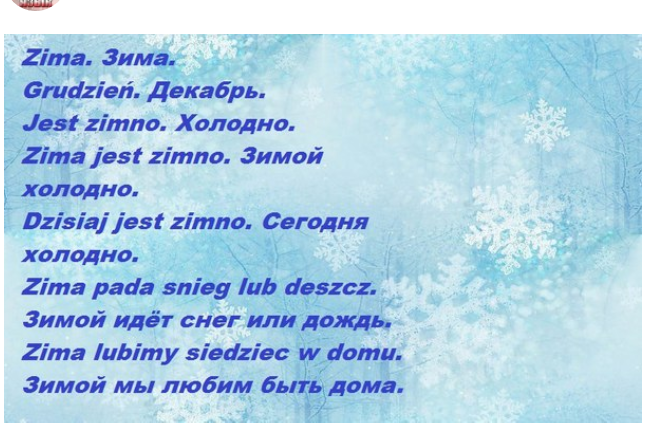 Zima. Зима.
Grudzień. Декабрь.
Jest zimno. Холодно.
Zima jest zimno. Зимой
холодно.
Dzisiaj jest zimno. Сегодня
холодно.
Zima pada snieg lub deszcz.
Зимой идёт снег или дождь.
Zima lubimy siedziec w domu.
Зимой мы любим быть дома.